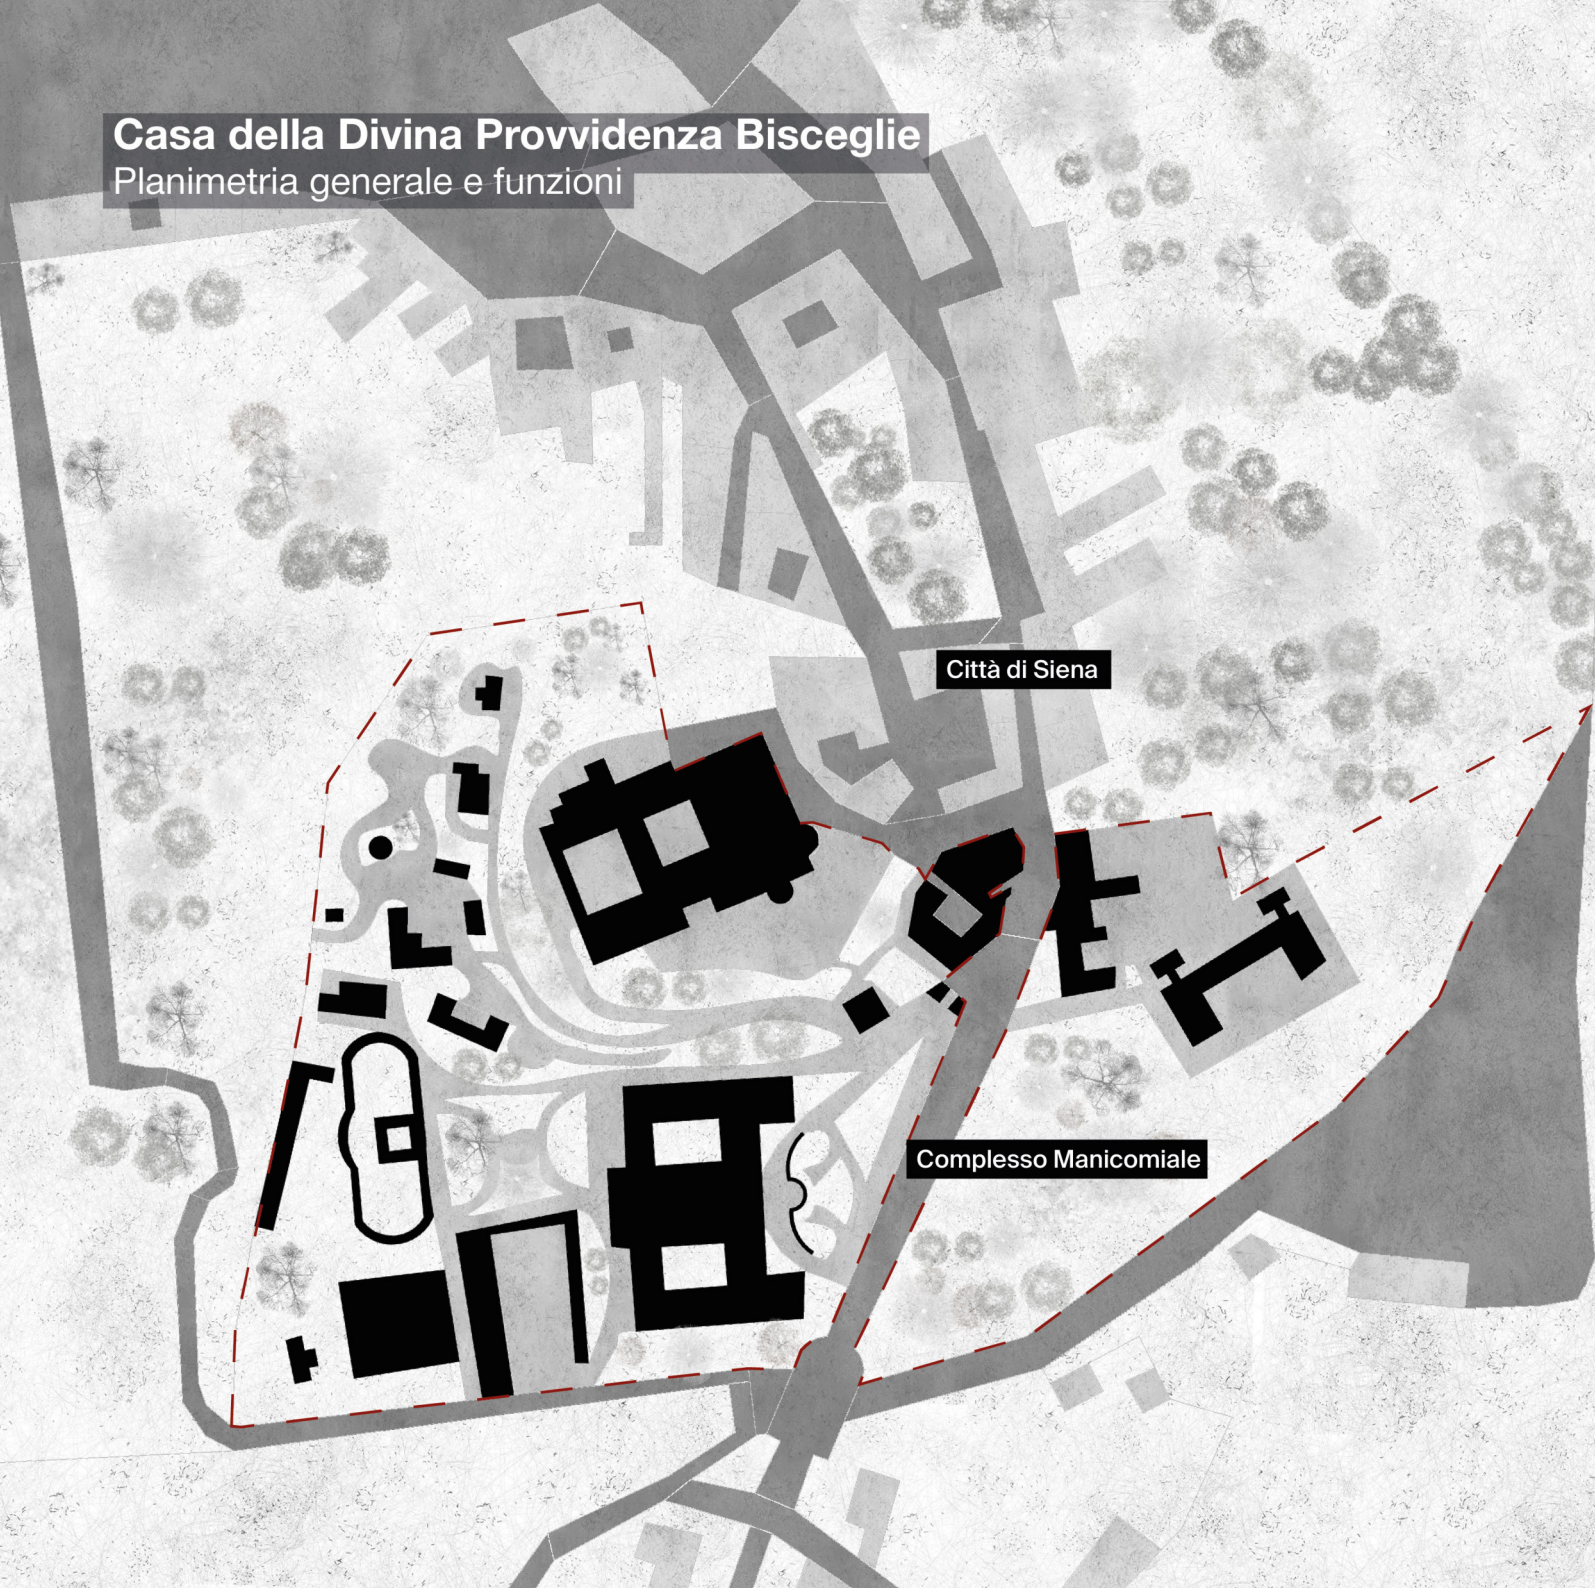 Casa della Divina Provvidenza Bisceglie
Planimetria generale e funzioni
Città di Siena
Complesso Manicomiale